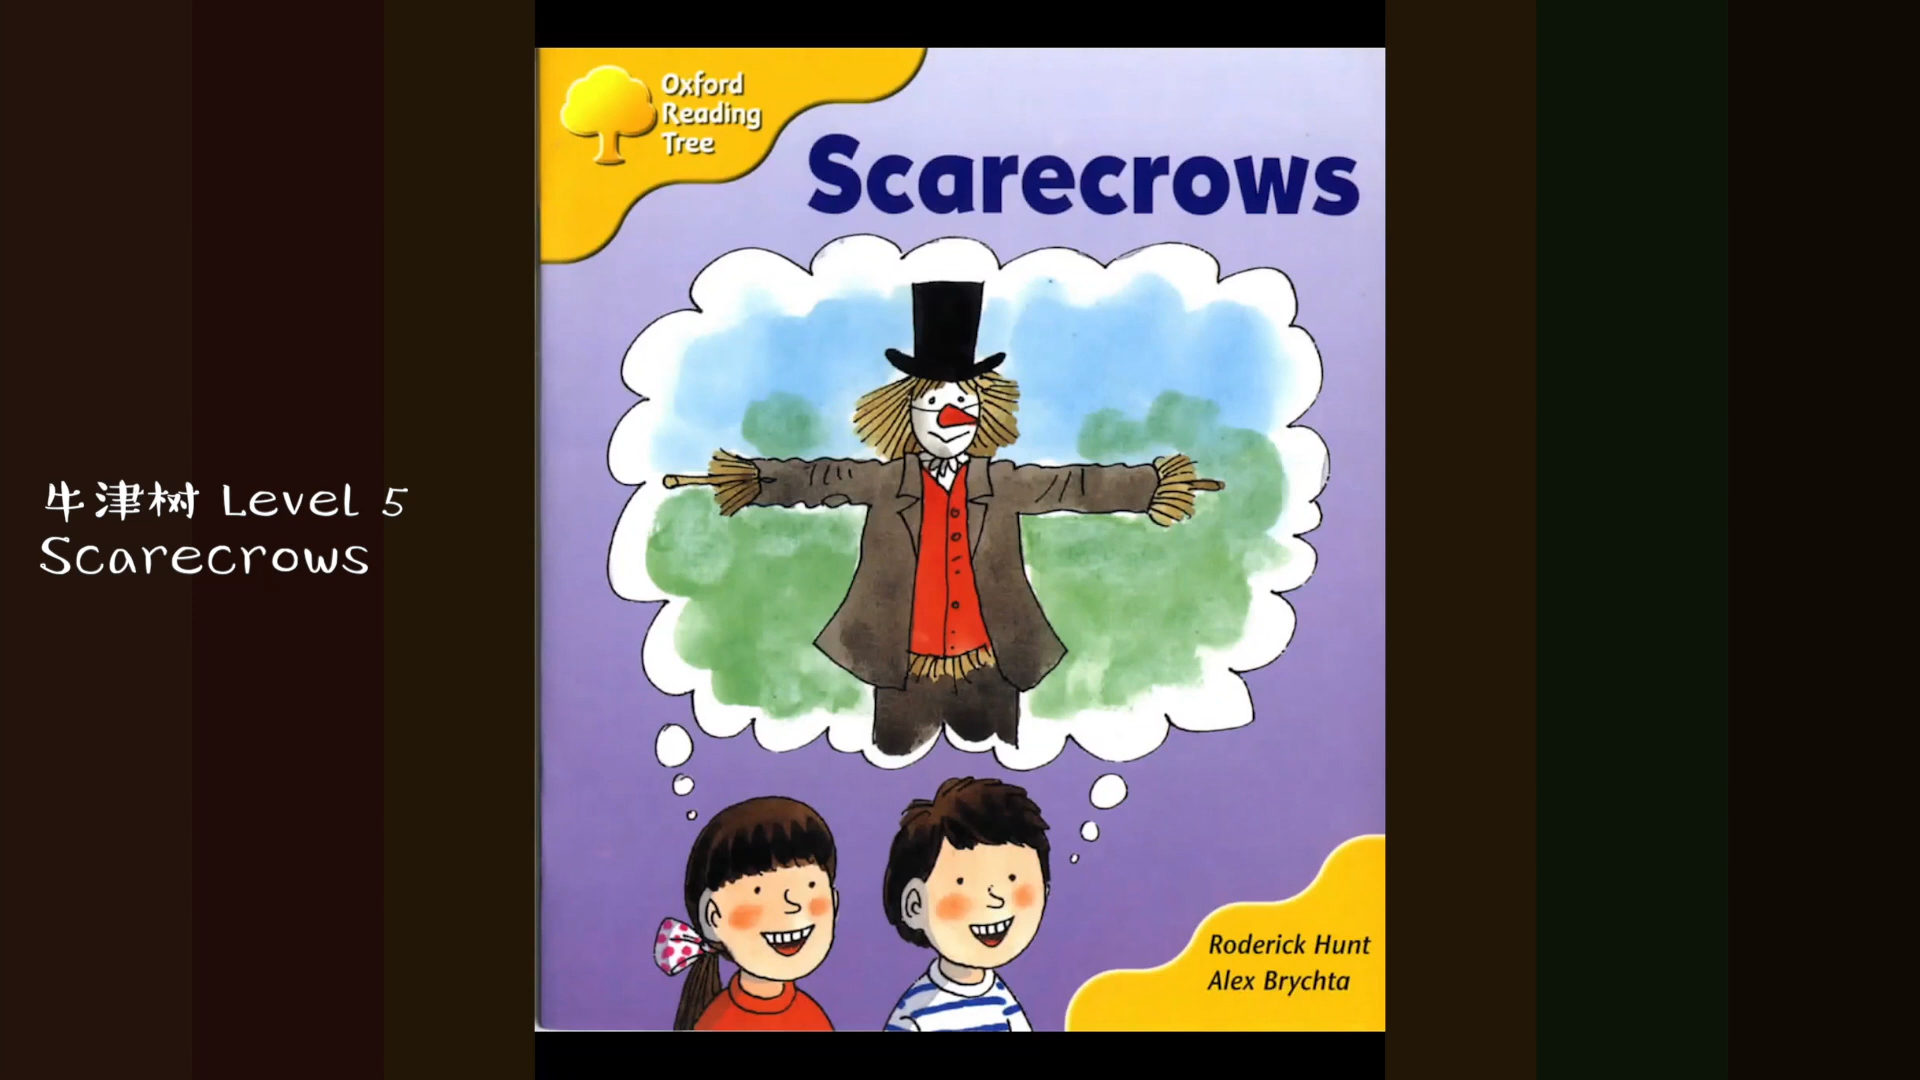 牛津树 Level 5
Scarecrows
Oxford
Reading
Tree
Scarecrows
Roderick Hunt
Alex Brychta